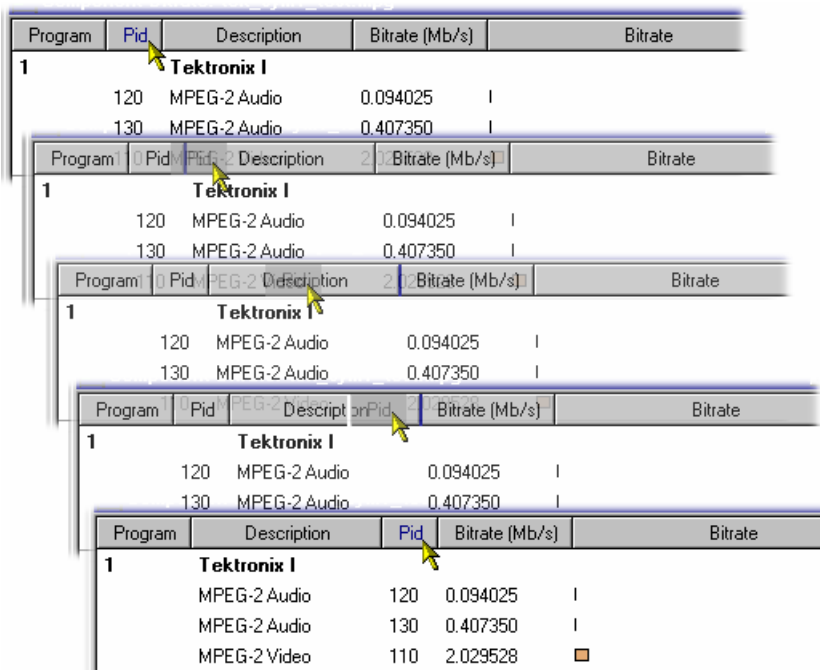 Program Pid Description Bitrate (Mb/s) Bitrate
1 Tektronix I
120 MPEG-2 Audio 0.094025
130 MPEG-2 Audio 0.407350
Program Pid Pid Description Bitrate (Mb/s) Bitrate
1 Tektronix I
120 MPEG-2 Audio 0.094025
130 MPEG-2 Audio 0.407350
Program Pid Description Bitrate (Mb/s) Bitrate
1 Tektronix I
120 MPEG-2 Audio 0.094025
130 MPEG-2 Audio 0.407350
Program Pid Description Pid Bitrate (Mb/s) Bitrate
1 Tektronix I
120 MPEG-2 Audio 0.094025
130 MPEG-2 Audio 0.407350
Program Description Pid Bitrate (Mb/s) Bitrate
1 Tektronix I
MPEG-2 Audio 120 0.094025
MPEG-2 Audio 130 0.407350
MPEG-2 Video 110 2.029528